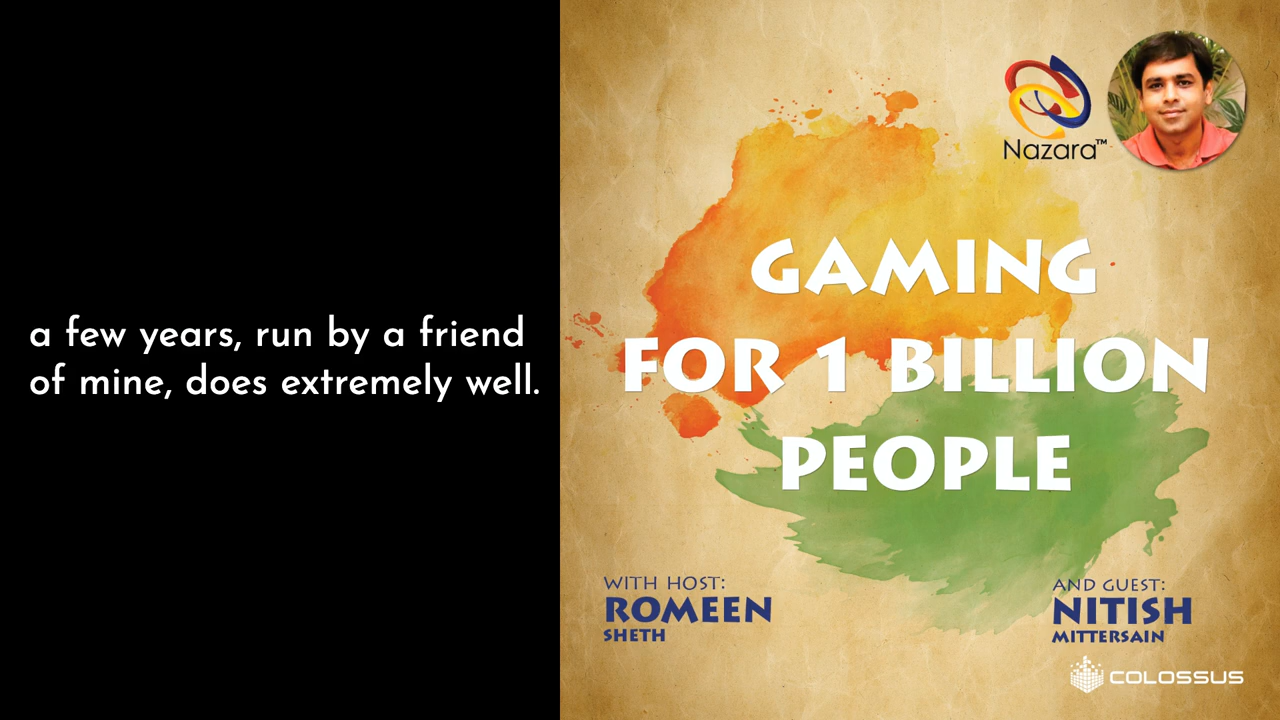 a few years, run by a friend
of mine, does extremely well.
Nazara™
GAMING
FOR 1 BILLION
PEOPLE
WITH HOST:
ROMEEN
SHETH
AND GUEST:
NITISH
MITTERSAIN
COLOSSUS